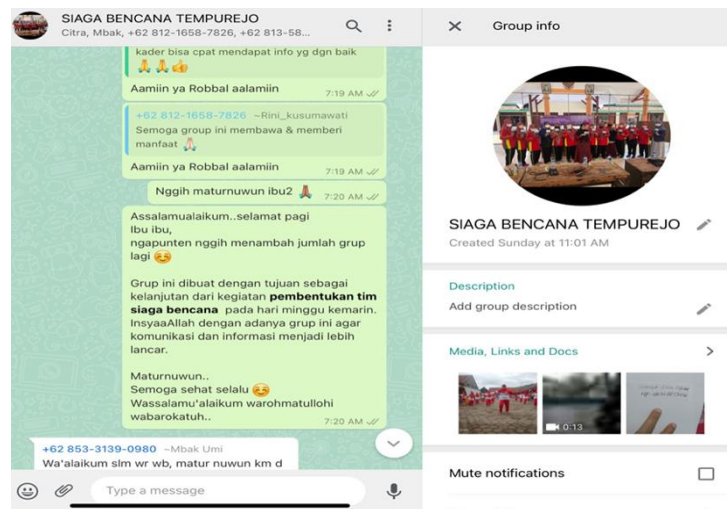 SIAGA BENCANA TEMPUREJO
Citra, Mbak, +62 812-1658-7826, +62 813-58...
kader bisa cpat mendapat info yg dgn baik
Aamiin ya Robbal aalamiin
7:19 AM
+62 812-1658-7826 ~Rini_kusumawati
Semoga group ini membawa & memberi
manfaat
Aamiin ya Robbal aalamiin
7:19 AM
Nggih maturnuwun ibu2
7:20 AM
Assalamualaikum..selamat pagi
Ibu ibu,
ngapunten nggih menambah jumlah grup
lagi
Grup ini dibuat dengan tujuan sebagai
kelanjutan dari kegiatan pembentukan tim
siaga bencana pada hari minggu kemarin.
InsyaaAllah dengan adanya grup ini agar
komunikasi dan informasi menjadi lebih
lancar.
Maturnuwun..
Semoga sehat selalu
Wassalamu'alaikum warohmatullohi
wabarokatuh..
7:20 AM
+62 853-3139-0980 ~Mbak Umi
Wa'alaikum slm wr wb, matur nuwun km d
Type a message
Group info
SIAGA BENCANA TEMPUREJO
Created Sunday at 11:01 AM
Description
Add group description
Media, Links and Docs
0:13
Mute notifications